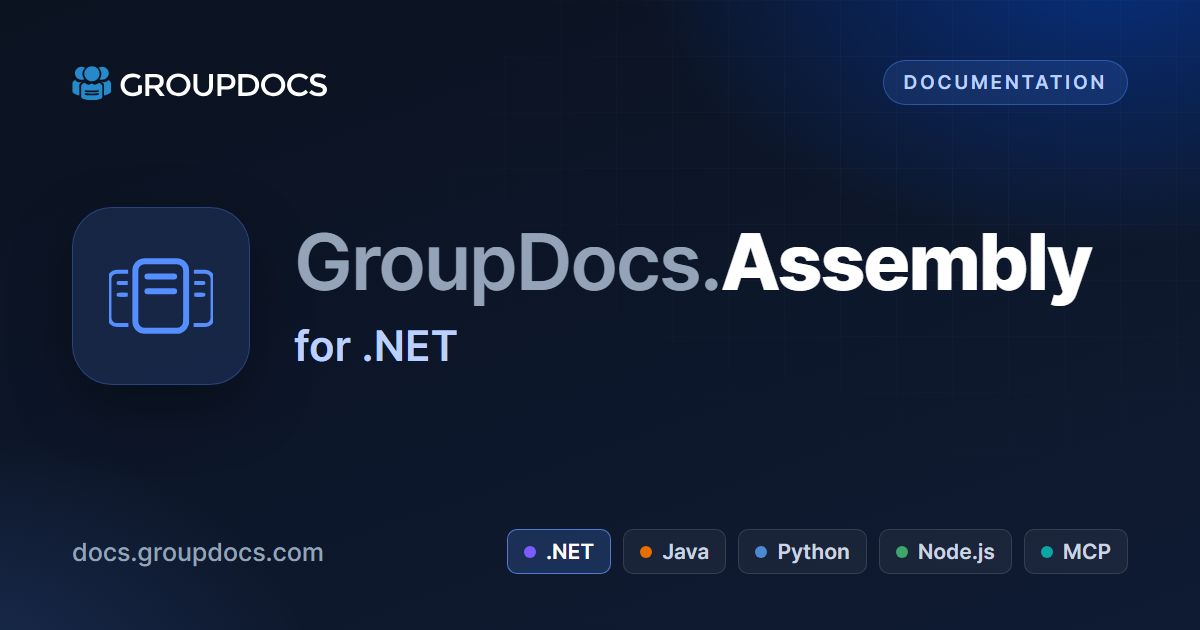 GROUPDOCS
DOCUMENTATION
GroupDocs.Assembly
for .NET
docs.groupdocs.com
.NET
Java
Python
Node.js
MCP